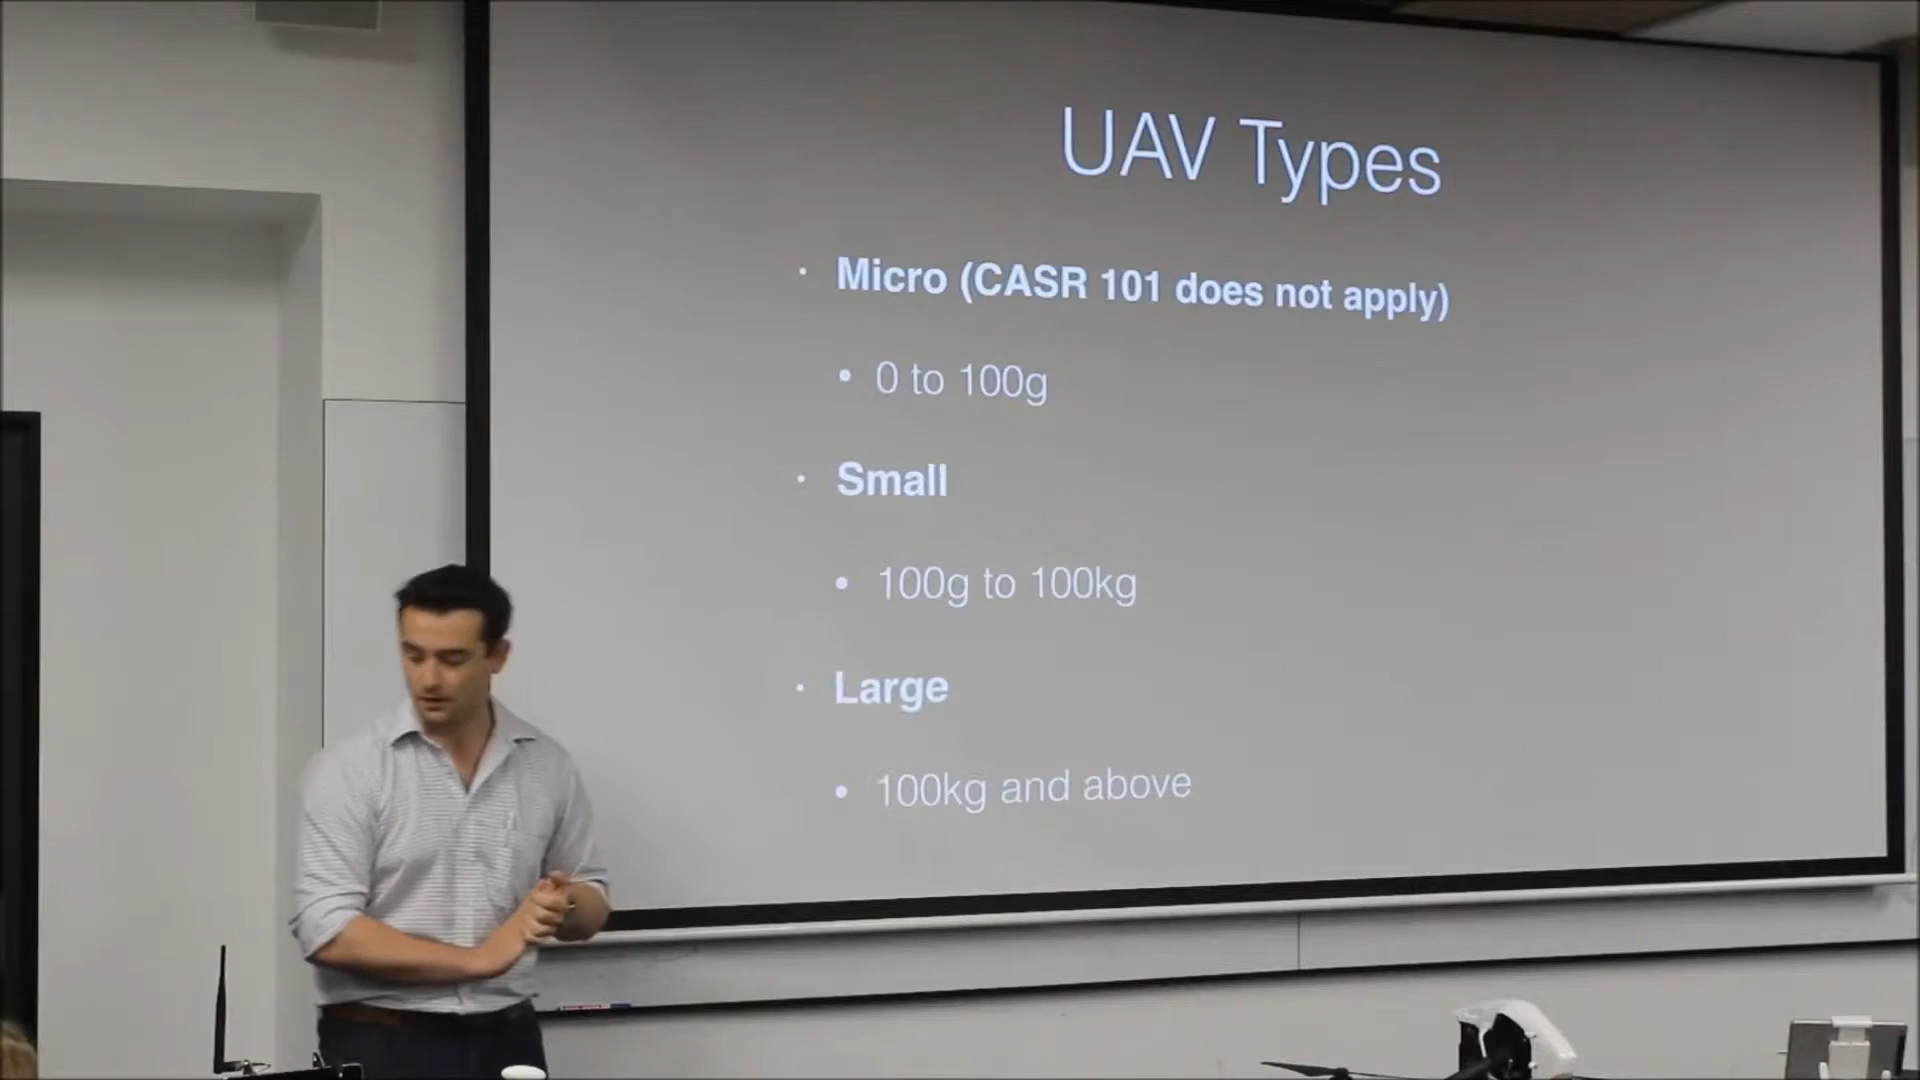 UAV Types
• Micro (CASR 101 does not apply)
• 0 to 100g
• Small
• 100g to 100kg
• Large
• 100kg and above